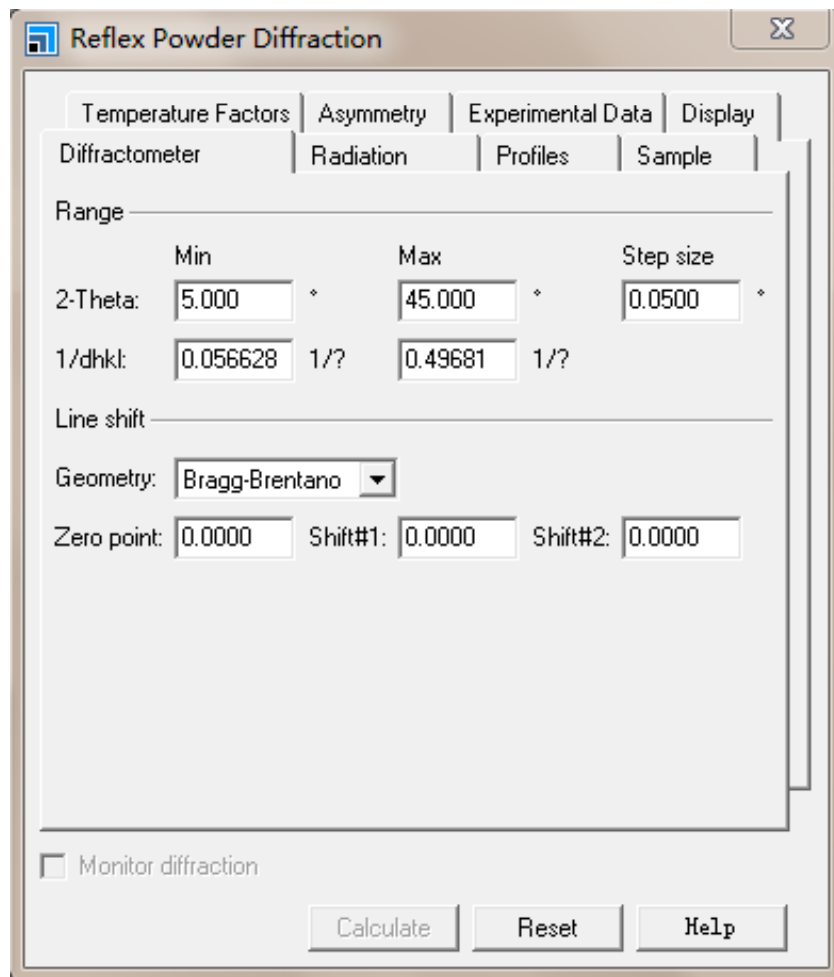 Reflex Powder Diffraction
Temperature Factors Asymmetry Experimental Data Display
Diffractometer Radiation Profiles Sample
Range
Min Max Step size
2-Theta: 5.000 ° 45.000 ° 0.0500 °
1/dhkl: 0.056628 1/? 0.49681 1/?
Line shift
Geometry: Bragg-Brentano
Zero point: 0.0000 Shift#1: 0.0000 Shift#2: 0.0000
Monitor diffraction
Calculate Reset Help